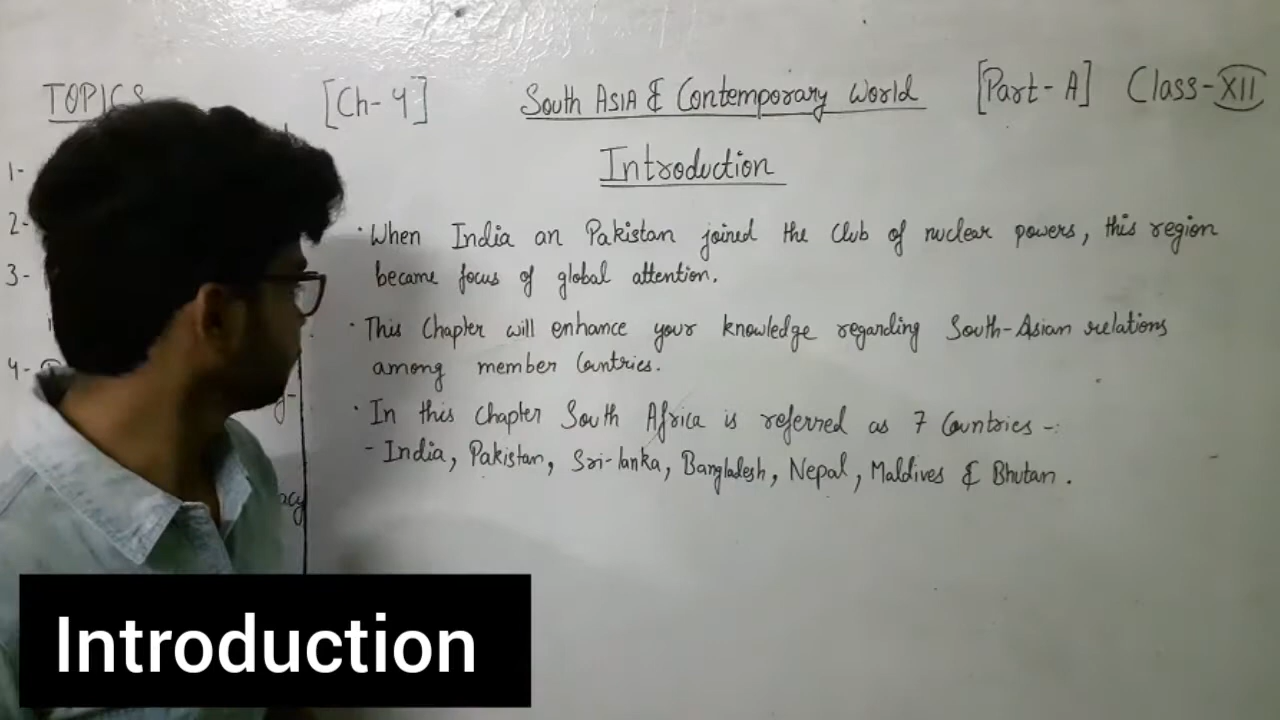 TOPICS
[Ch-4]
South Asia & Contemporary World
[Part-A] Class-XII
Introduction
1-
2-
3-
4-
· When India an Pakistan joined the club of nuclear powers, this region
became focus of global attention.
· This Chapter will enhance your knowledge regarding South-Asian relations
among member Countries.
· In this chapter South Africa is referred as 7 Countries -:
- India, Pakistan, Sri-lanka, Bangladesh, Nepal, Maldives & Bhutan.
Introduction